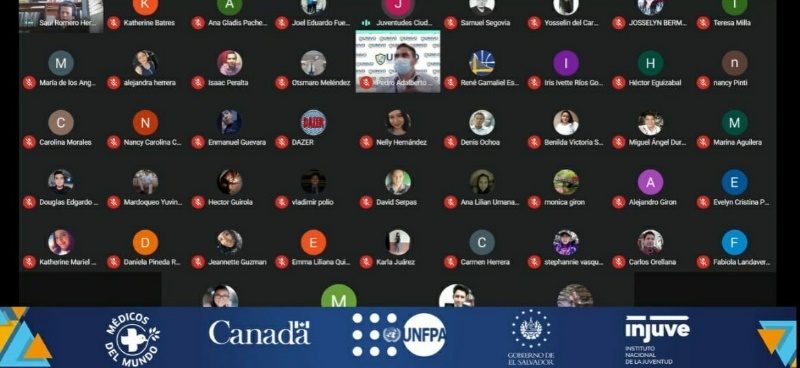 K
A
J
T
Saul Romero Her...
Katherine Batres
Ana Gladis Pache...
Joel Eduardo Fue...
Juventudes Ciud...
Samuel Segovia
Yosselin del Car...
JOSSELYN BERM...
Teresa Milla
M
I
H
n
María de los Ang...
alejandra herrera
Isaac Peralta
Otsmaro Meléndez
Pedro Adalberto ...
René Gamaliel Es...
Iris Ivette Ríos Go...
Héctor Eguizabal
nancy Pinti
C
N
DAZER
M
Carolina Morales
Nancy Carolina C...
Enmanuel Guevara
DAZER
Nelly Hernández
Denis Ochoa
Benilda Victoria S...
Miguel Ángel Dur...
Marina Aguilera
A
E
Douglas Edgardo ...
Mardoqueo Yuvin...
Hector Guirola
vladimir polio
David Serpas
Ana Lilian Umana...
monica giron
Alejandro Giron
Evelyn Cristina P...
D
E
C
F
Katherine Mariel ...
Daniela Pineda R...
Jeannette Guzman
Emma Liliana Qui...
Karla Juárez
Carmen Herrera
stephannie vasqu...
Carlos Orellana
Fabiola Landaver...
M
MÉDICOS
DEL MUNDO
Canada
UNFPA
GOBIERNO DE
EL SALVADOR
injuve
INSTITUTO
NACIONAL
DE LA JUVENTUD